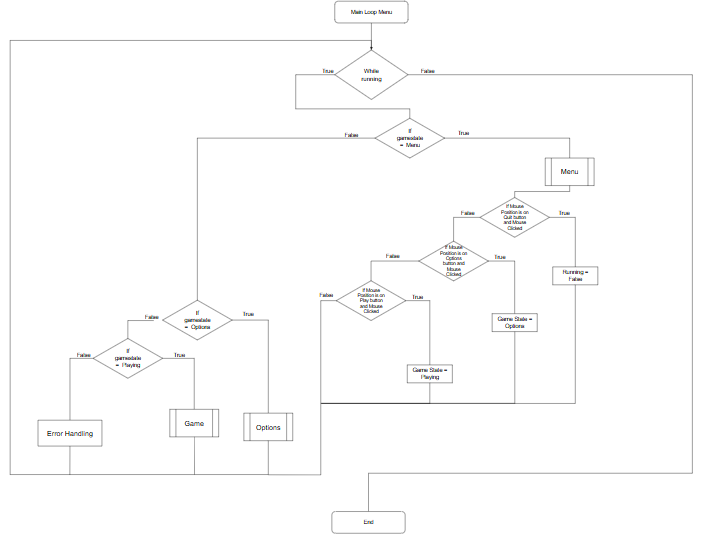 Main Loop Menu
While
running
True
False
If
gamestate
= Menu
False
True
Menu
If Mouse
Position is on
Quit button
and Mouse
Clicked
False
True
Running =
False
If Mouse
Position is on
Options
button and
Mouse
Clicked
False
True
Game State =
Options
If Mouse
Position is on
Play button
and Mouse
Clicked
False
True
Game State =
Playing
If
gamestate
= Options
False
True
If
gamestate
= Playing
False
True
Error Handling
Game
Options
End